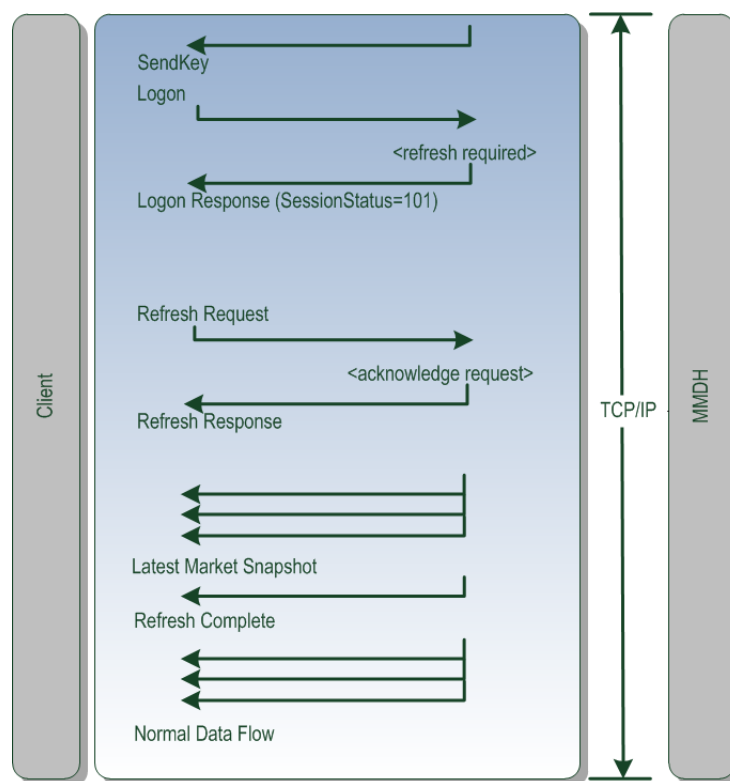 SendKey
Logon
<refresh required>
Logon Response (SessionStatus=101)
Refresh Request
<acknowledge request>
Refresh Response
Latest Market Snapshot
Refresh Complete
Normal Data Flow
Client
TCP/IP
MMDH